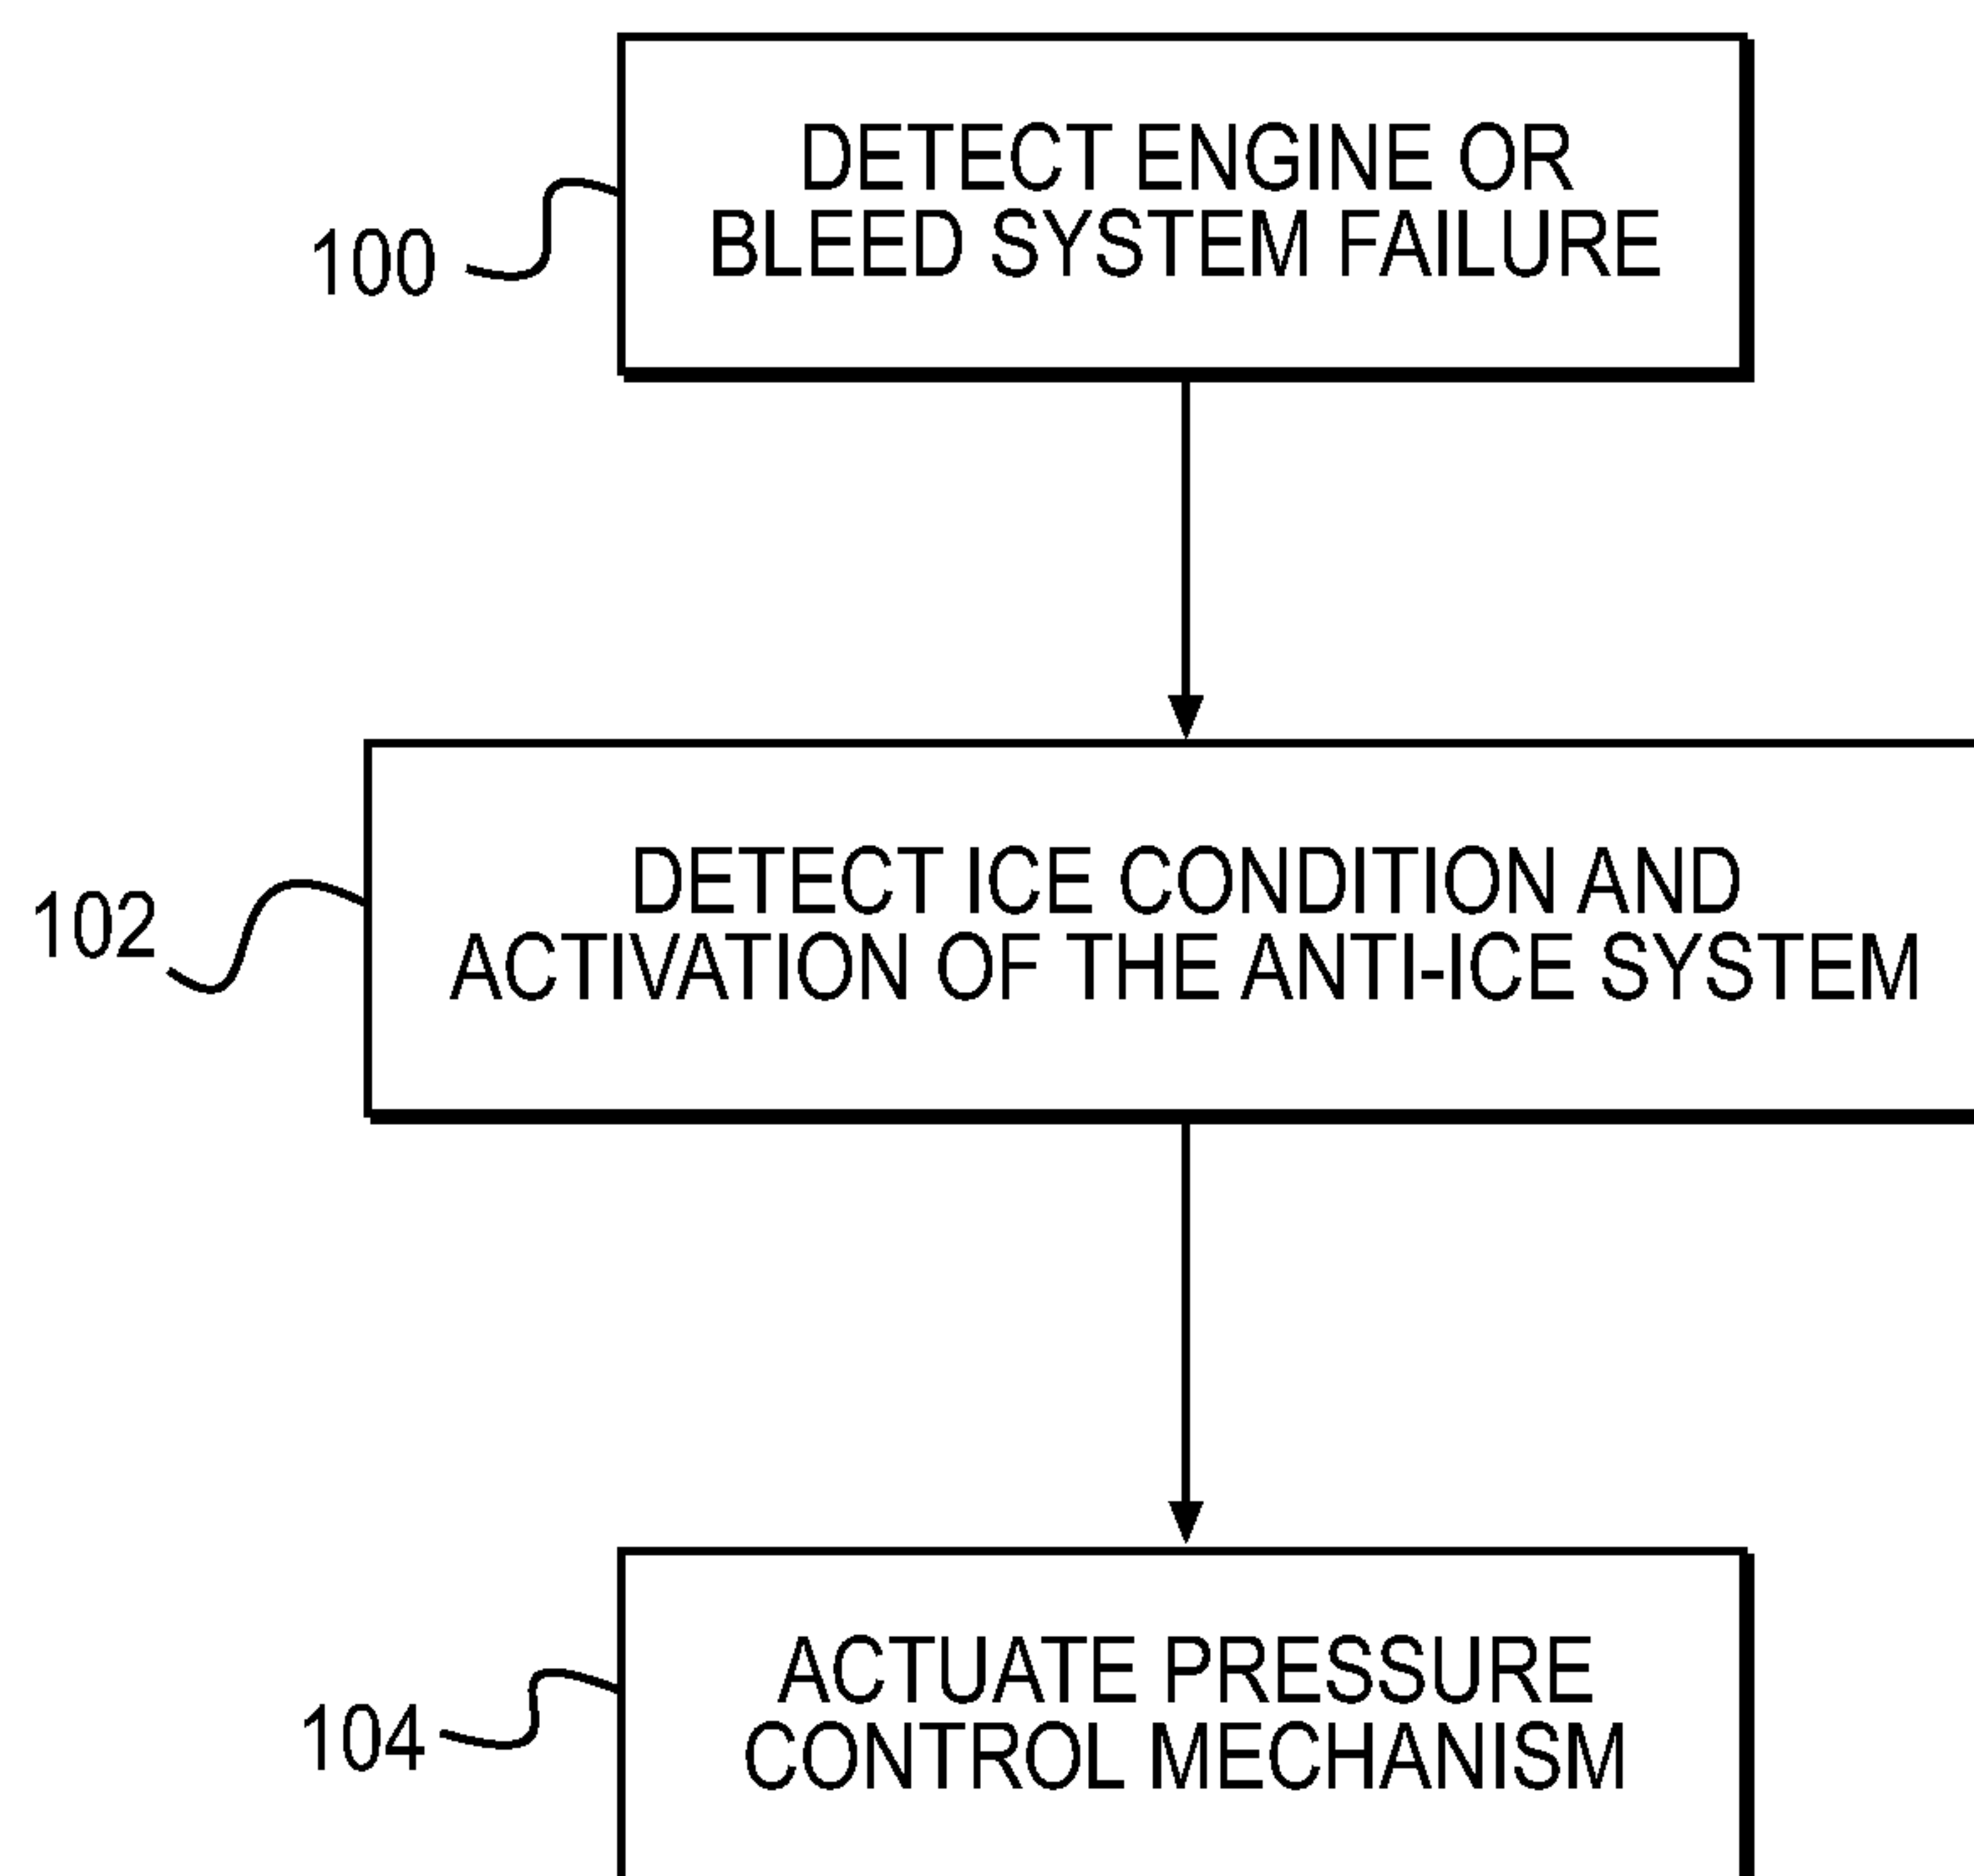 DETECT ENGINE OR
BLEED SYSTEM FAILURE
100
DETECT ICE CONDITION AND
ACTIVATION OF THE ANTI-ICE SYSTEM
102
ACTUATE PRESSURE
CONTROL MECHANISM
104